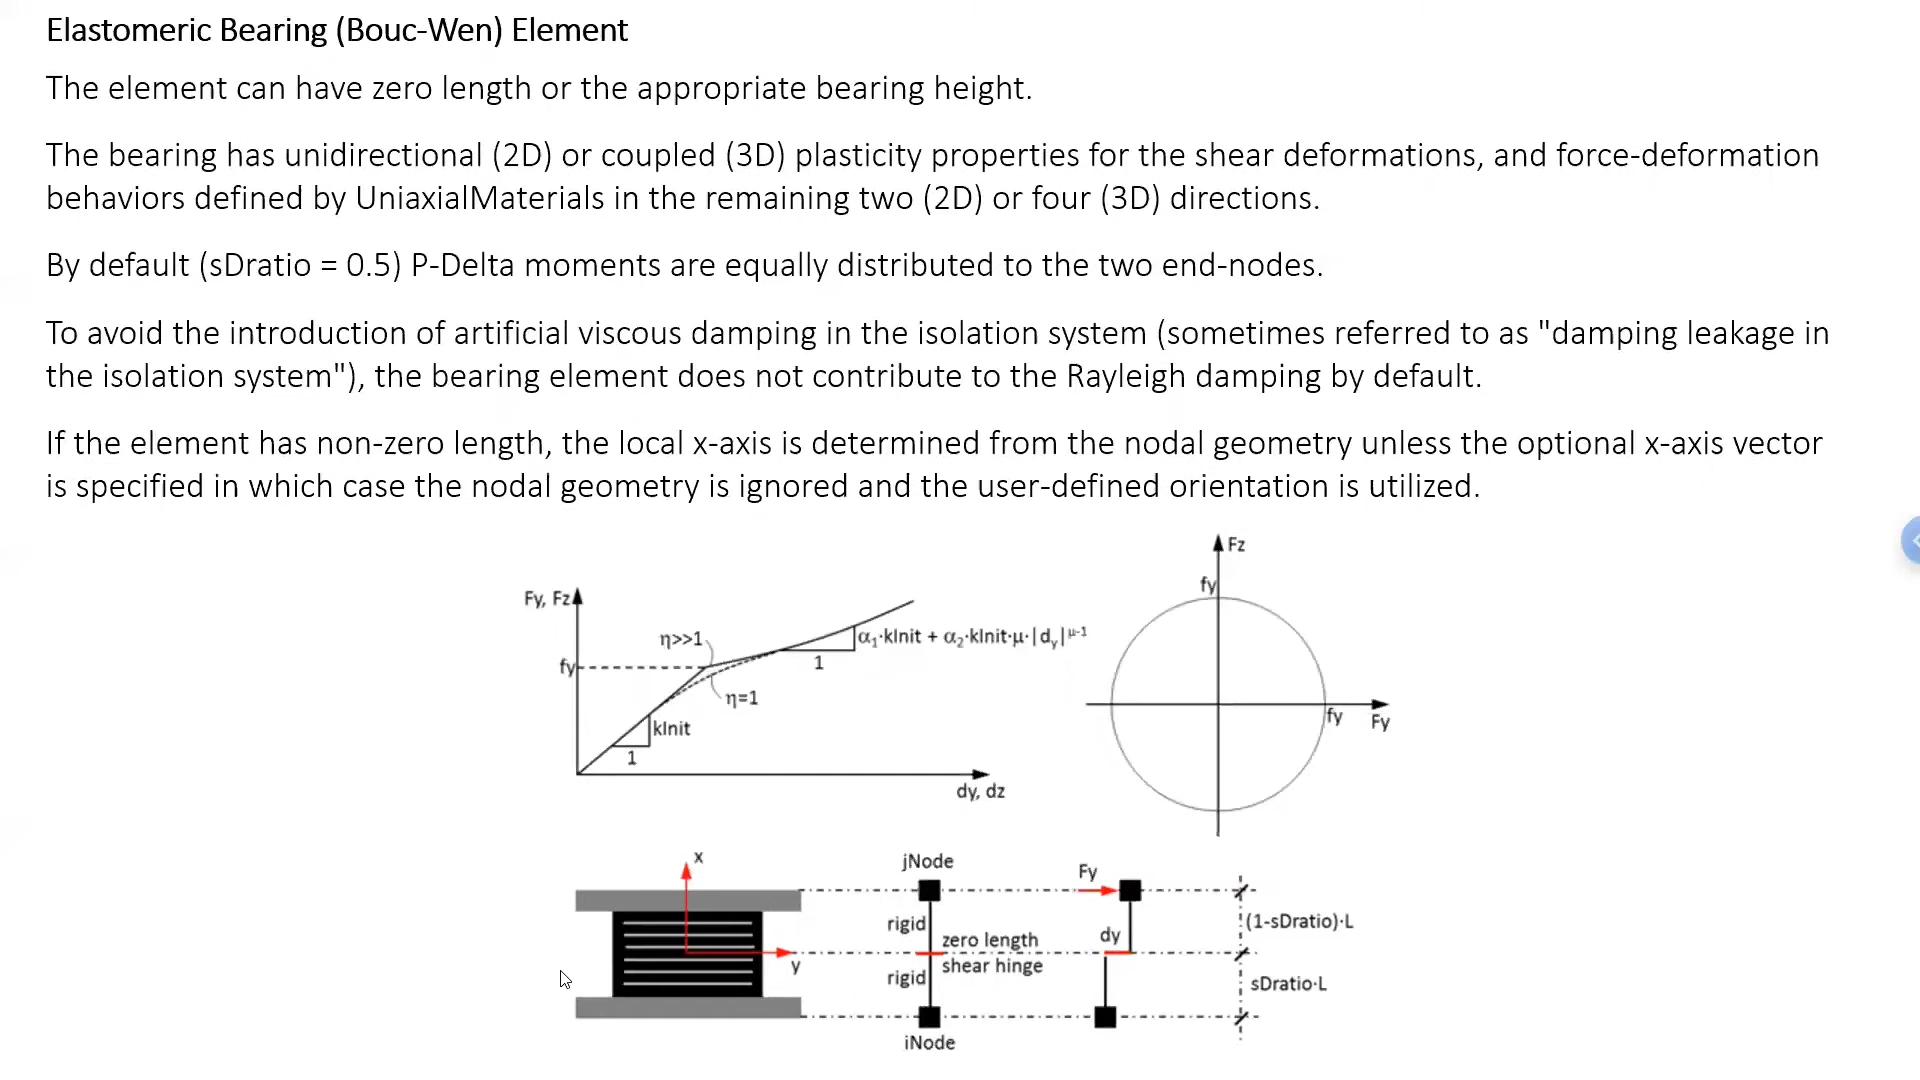 Elastomeric Bearing (Bouc-Wen) Element
The element can have zero length or the appropriate bearing height.
The bearing has unidirectional (2D) or coupled (3D) plasticity properties for the shear deformations, and force-deformation
behaviors defined by UniaxialMaterials in the remaining two (2D) or four (3D) directions.
By default (sDratio = 0.5) P-Delta moments are equally distributed to the two end-nodes.
To avoid the introduction of artificial viscous damping in the isolation system (sometimes referred to as "damping leakage in
the isolation system"), the bearing element does not contribute to the Rayleigh damping by default.
If the element has non-zero length, the local x-axis is determined from the nodal geometry unless the optional x-axis vector
is specified in which case the nodal geometry is ignored and the user-defined orientation is utilized.
Fy, Fz
η>>1
fy
α₁·kInit + α₂·kInit·μ·|dᵧ|^μ-1
1
η=1
kInit
1
dy, dz
Fz
fy
fy
Fy
x
y
jNode
rigid
zero length
shear hinge
rigid
iNode
Fy
dy
(1-sDratio)·L
sDratio·L